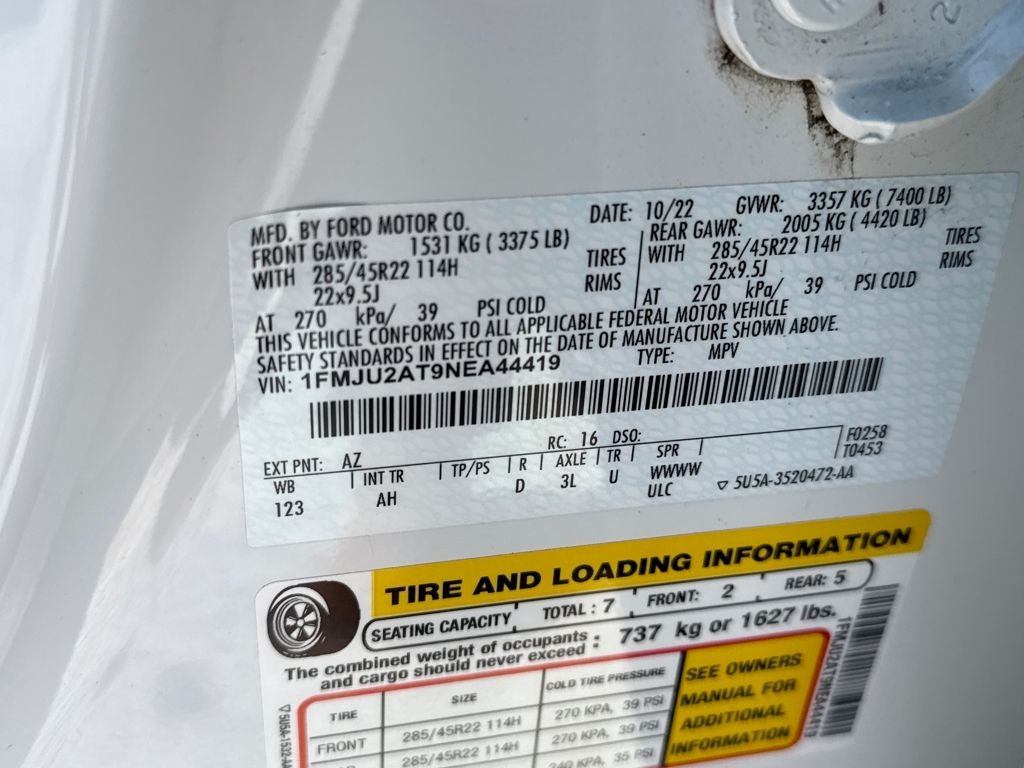 MFD. BY FORD MOTOR CO.
DATE: 10/22 GVWR: 3357 KG ( 7400 LB)
FRONT GAWR: 1531 KG ( 3375 LB)
REAR GAWR: 2005 KG ( 4420 LB)
WITH 285/45R22 114H TIRES
WITH 285/45R22 114H TIRES
22x9.5J RIMS
22x9.5J RIMS
AT 270 kPa/ 39 PSI COLD
AT 270 kPa/ 39 PSI COLD
THIS VEHICLE CONFORMS TO ALL APPLICABLE FEDERAL MOTOR VEHICLE
SAFETY STANDARDS IN EFFECT ON THE DATE OF MANUFACTURE SHOWN ABOVE.
VIN: 1FMJU2AT9NEA44419 TYPE: MPV
EXT PNT: AZ RC: 16 DSO: F0258
WB INT TR TP/PS R AXLE TR SPR T0453
123 AH D 3L U WWWW
ULC 5U5A-3520472-AA
TIRE AND LOADING INFORMATION
SEATING CAPACITY TOTAL : 7 FRONT: 2 REAR: 5
The combined weight of occupants
and cargo should never exceed : 737 kg or 1627 lbs.
TIRE SIZE COLD TIRE PRESSURE
FRONT 285/45R22 114H 270 KPA, 39 PSI
285/45R22 114H 270 KPA, 39 PSI
240 KPA, 35 PSI
SEE OWNERS
MANUAL FOR
ADDITIONAL
INFORMATION
1FMJU2AT9NEA44419